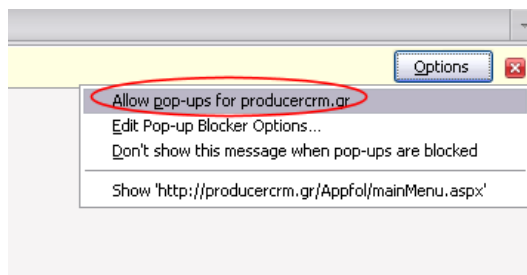 Options
Allow pop-ups for producercrm.gr
Edit Pop-up Blocker Options...
Don't show this message when pop-ups are blocked
Show 'http://producercrm.gr/Appfol/mainMenu.aspx'